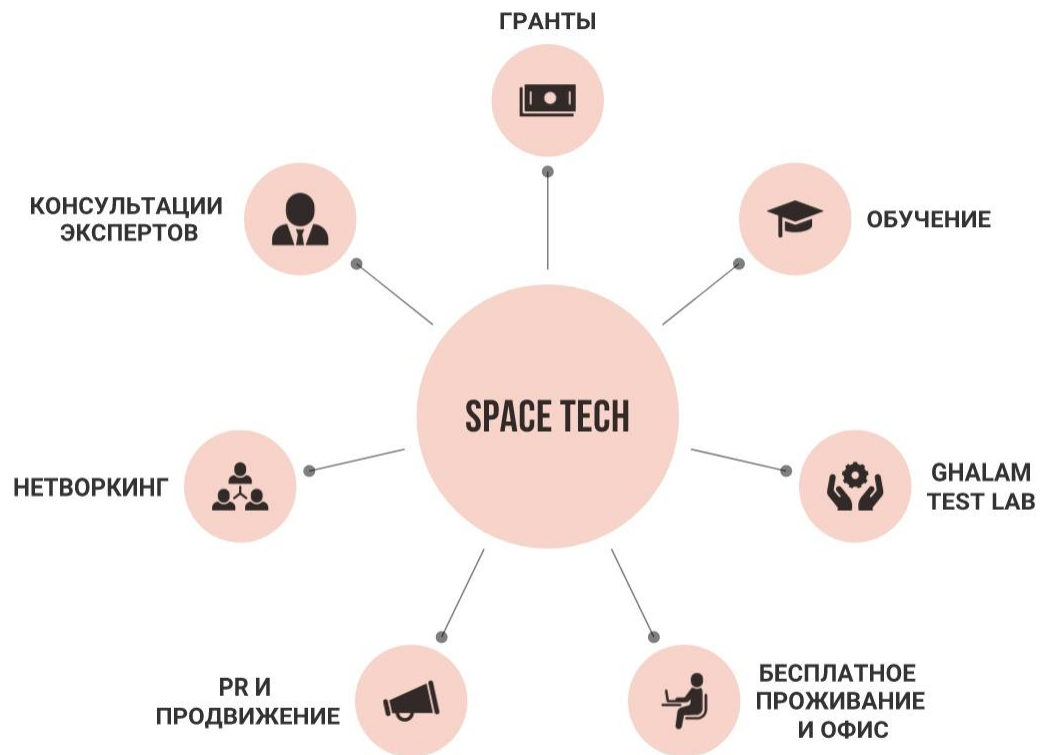 ГРАНТЫ
КОНСУЛЬТАЦИИ
ЭКСПЕРТОВ
ОБУЧЕНИЕ
SPACE TECH
НЕТВОРКИНГ
GHALAM
TEST LAB
PR И
ПРОДВИЖЕНИЕ
БЕСПЛАТНОЕ
ПРОЖИВАНИЕ
И ОФИС